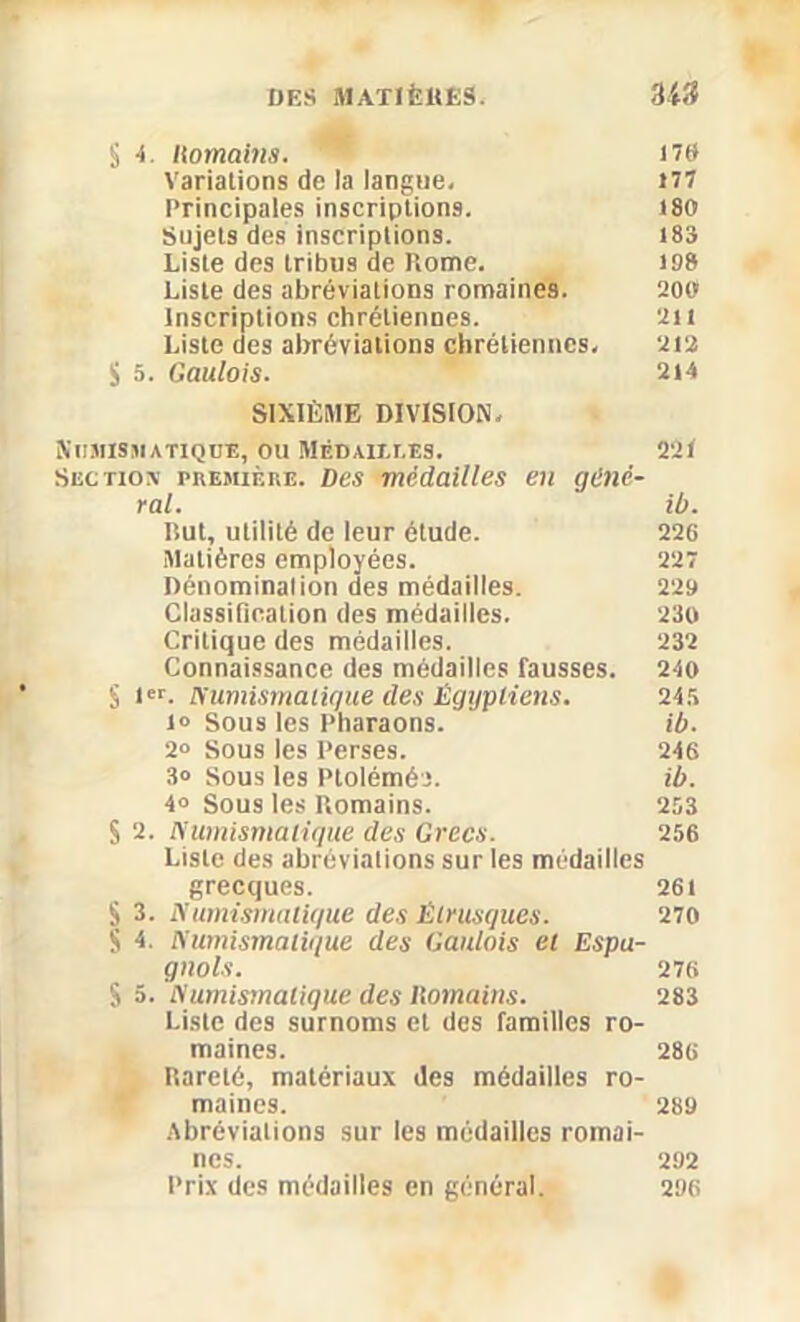 DES MATIÈRES. 343
§ 4. Romains. 176
Variations de la langue. 177
Principales inscriptions. 180
Sujets des inscriptions. 183
Liste des tribus de Rome. 198
Liste des abréviations romaines. 200
Inscriptions chrétiennes. 211
Liste des abréviations chrétiennes. 212
§ 5. Gaulois. 214
SIXIÈME DIVISION.
NUMISMATIQUE, OU MÉDAILLES. 221
SECTION PREMIÈRE. Des médailles en géné-
ral. ib.
But, utilité de leur étude. 226
Matières employées. 227
Dénomination des médailles. 229
Classification des médailles. 230
Critique des médailles. 232
Connaissance des médailles fausses. 240
§ 1er. Numismatique des Égyptiens. 245
1o Sous les Pharaons. ib.
2o Sous les Perses. 246
3o Sous les Ptolémée. ib.
4o Sous les Romains. 253
§ 2. Numismatique des Grecs. 256
Liste des abréviations sur les médailles
grecques. 261
§ 3. Numismatique des Étrusques. 270
§ 4. Numismatique des Gaulois et Espa-
gnols. 276
§ 5. Numismatique des Romains. 283
Liste des surnoms et des familles ro-
maines. 286
Rareté, matériaux des médailles ro-
maines. 289
Abréviations sur les médailles romai-
nes. 292
Prix des médailles en général. 296